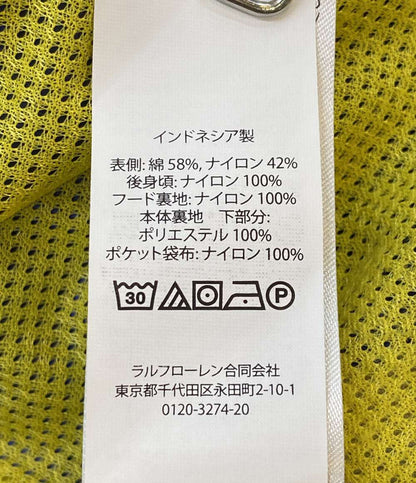 インドネシア製
表側: 綿 58%, ナイロン 42%
後身頃: ナイロン 100%
フード裏地: ナイロン 100%
本体裏地　下部分:
ポリエステル 100%
ポケット袋布: ナイロン 100%
30 P
ラルフローレン合同会社
東京都千代田区永田町2-10-1
0120-3274-20